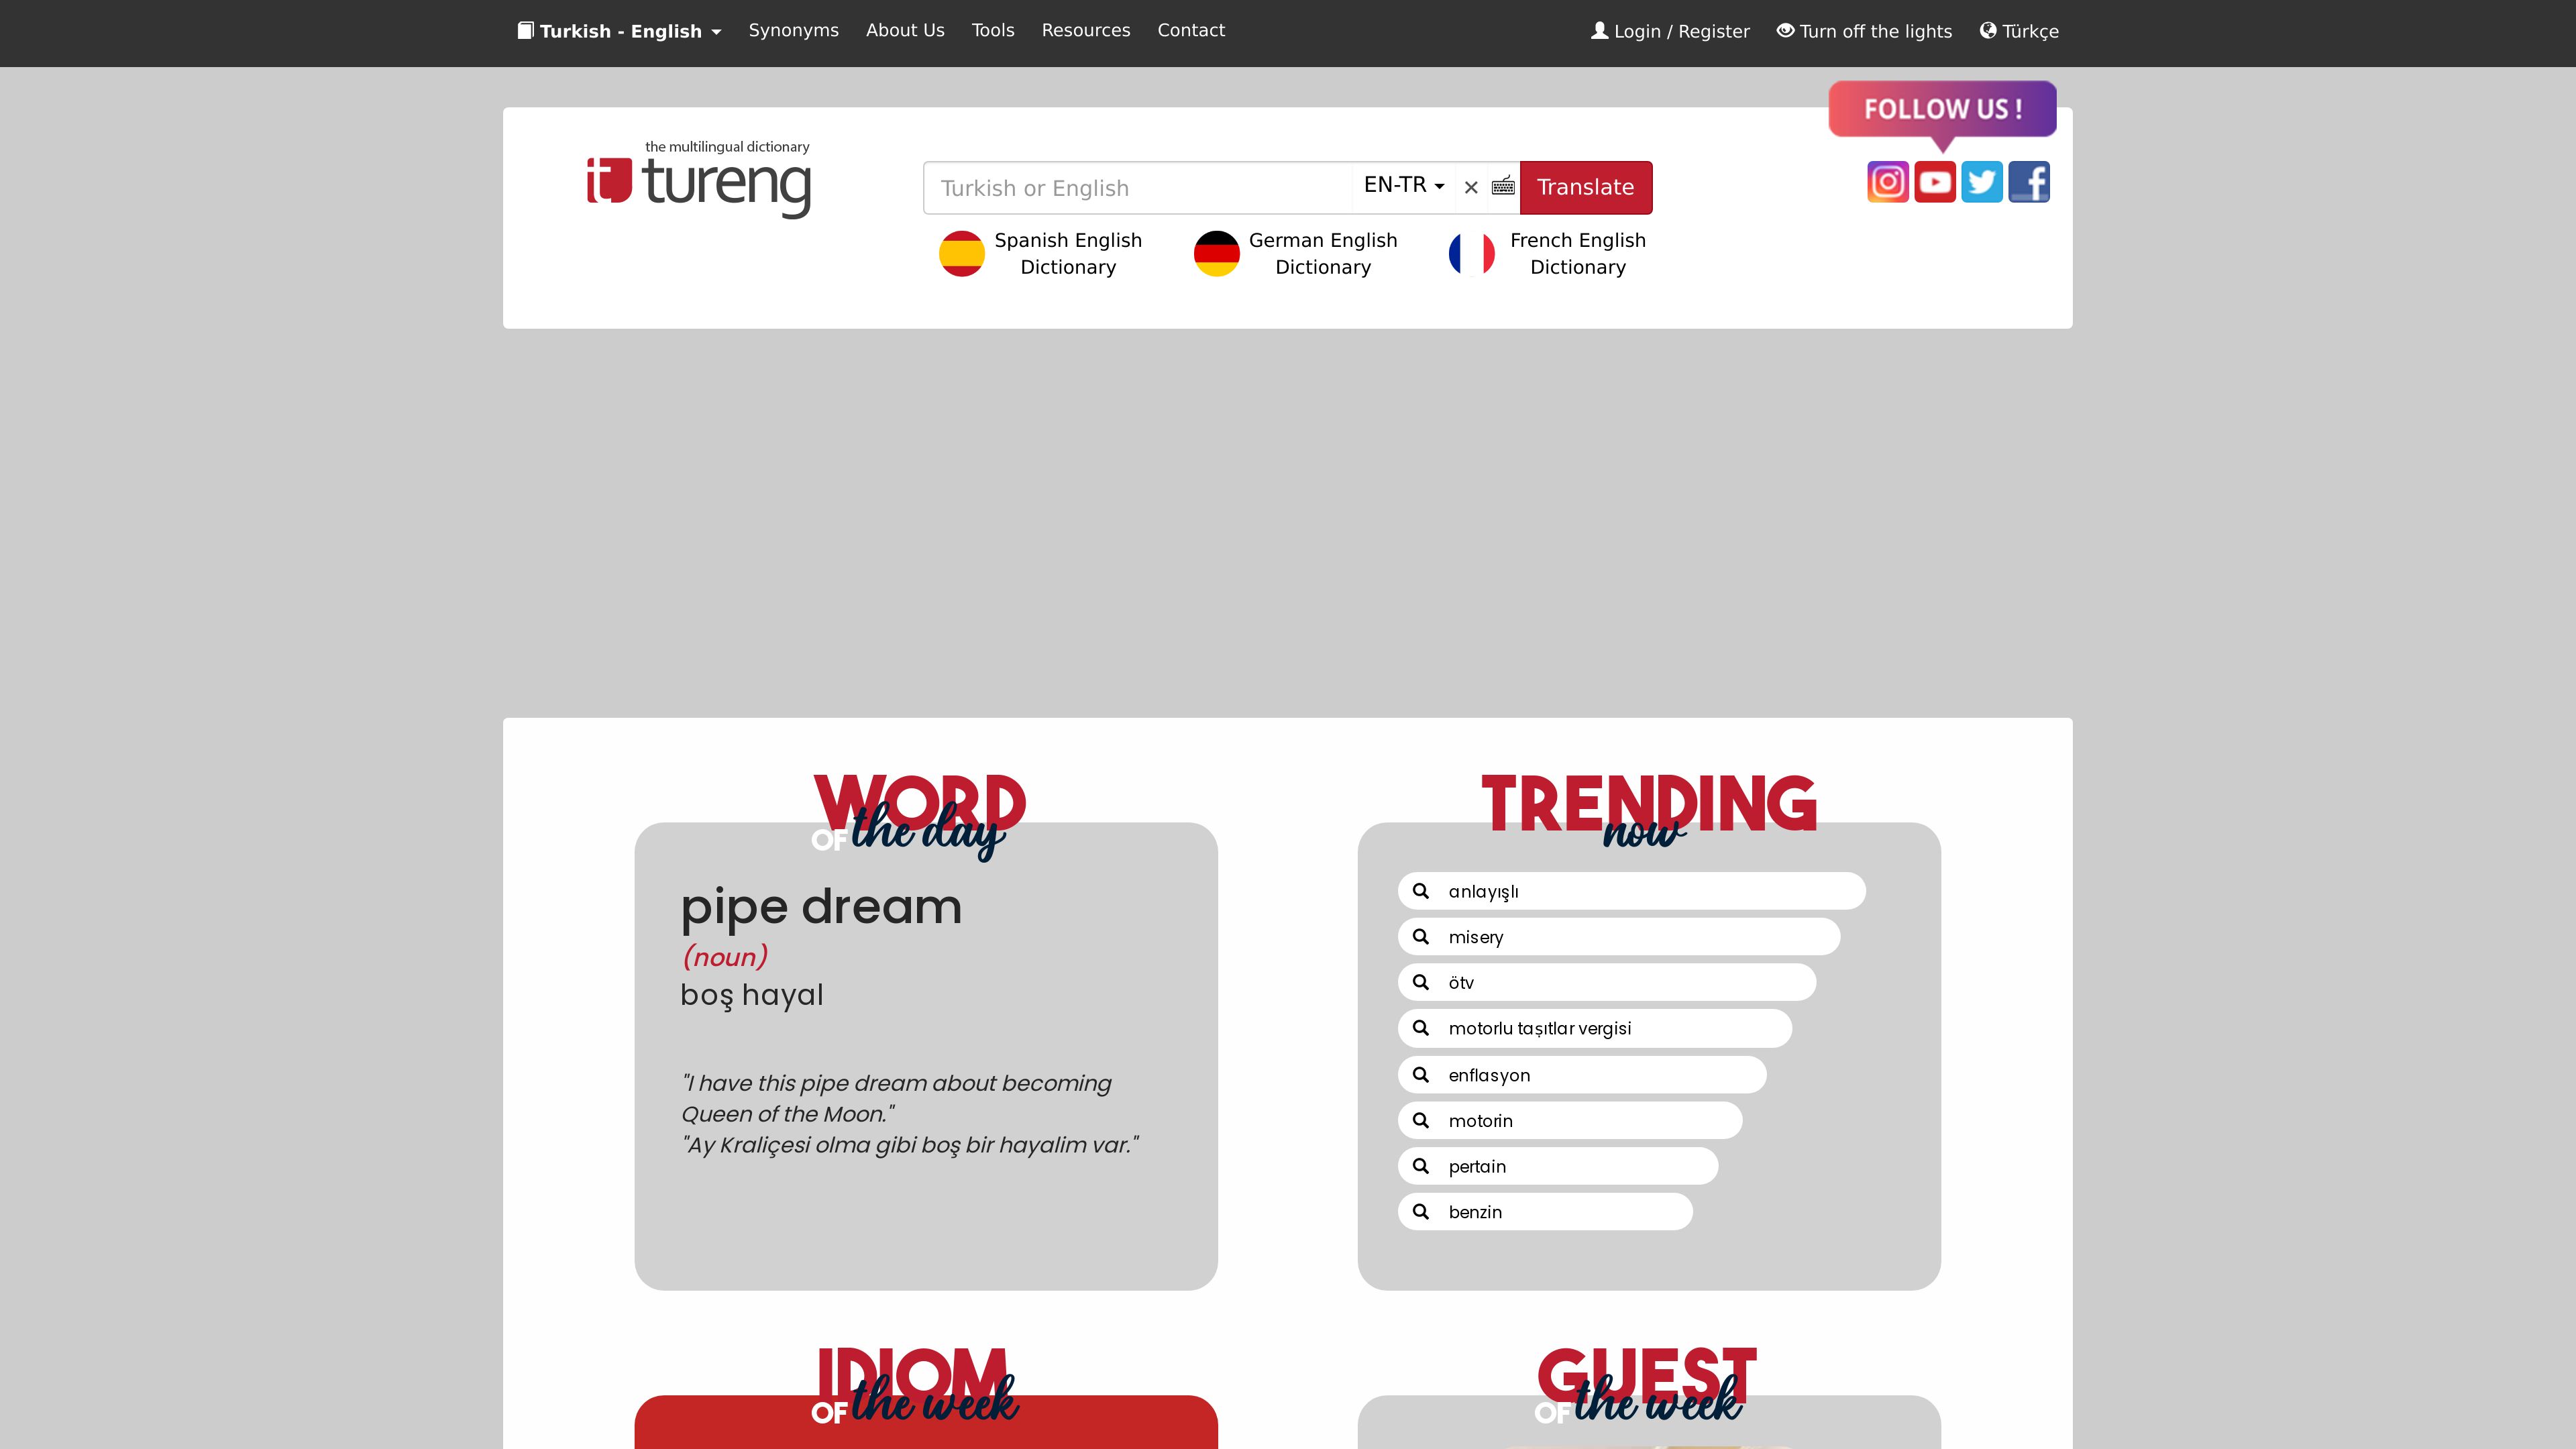 Turkish - English
Synonyms
About Us
Tools
Resources
Contact
Login / Register
Turn off the lights
Türkçe
FOLLOW US !
the multilingual dictionary
tureng
Turkish or English
EN-TR
Translate
Spanish English
Dictionary
German English
Dictionary
French English
Dictionary
WORD
OF the day
pipe dream
(noun)
boş hayal
"I have this pipe dream about becoming
Queen of the Moon."
"Ay Kraliçesi olma gibi boş bir hayalim var."
TRENDING
now
anlayışlı
misery
ötv
motorlu taşıtlar vergisi
enflasyon
motorin
pertain
benzin
IDIOM
OF the week
GUEST
OF the week